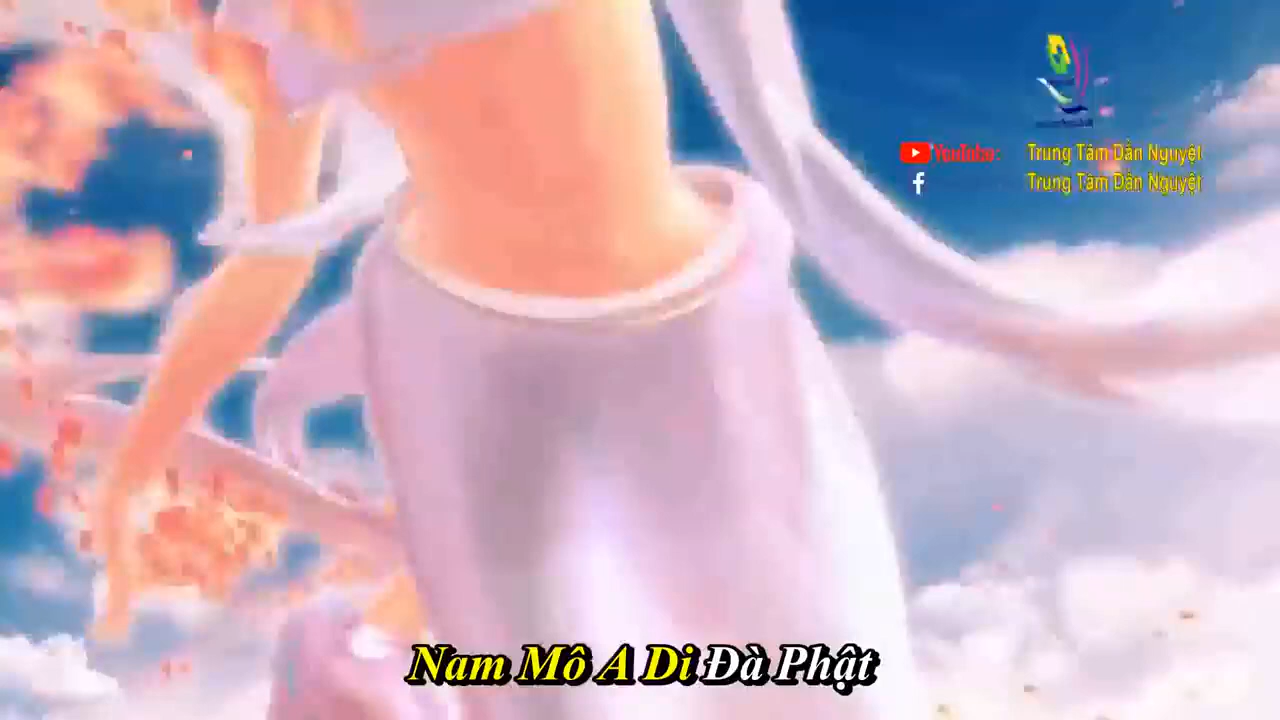 YouTube: Trung Tâm Dần Nguyệt
Trung Tâm Dần Nguyệt
Nam Mô A Di Đà Phật